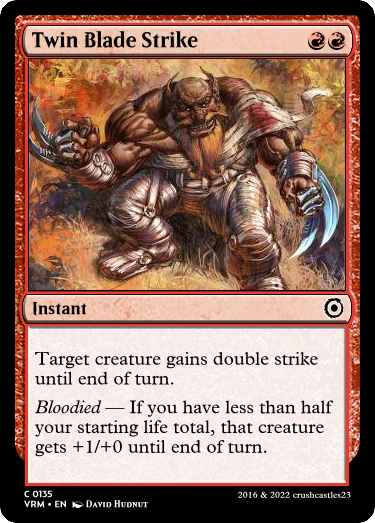 Twin Blade Strike
Instant
Target creature gains double strike
until end of turn.
Bloodied — If you have less than half
your starting life total, that creature
gets +1/+0 until end of turn.
C 0135
VRM • EN David Hudnut
2016 & 2022 crushcastles23